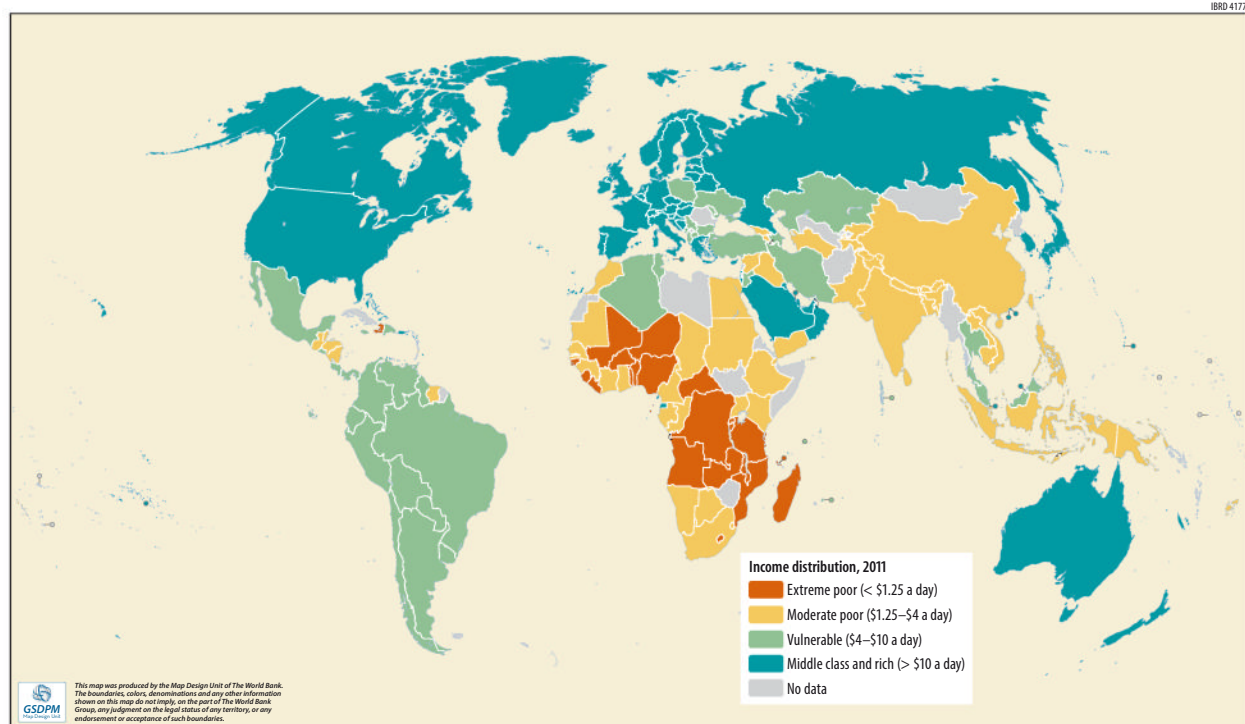 IBRD 4177
Income distribution, 2011
Extreme poor (< $1.25 a day)
Moderate poor ($1.25–$4 a day)
Vulnerable ($4–$10 a day)
Middle class and rich (> $10 a day)
No data
GSDPM
Map Design Unit
This map was produced by the Map Design Unit of The World Bank.
The boundaries, colors, denominations and any other information
shown on this map do not imply, on the part of The World Bank
Group, any judgment on the legal status of any territory, or any
endorsement or acceptance of such boundaries.